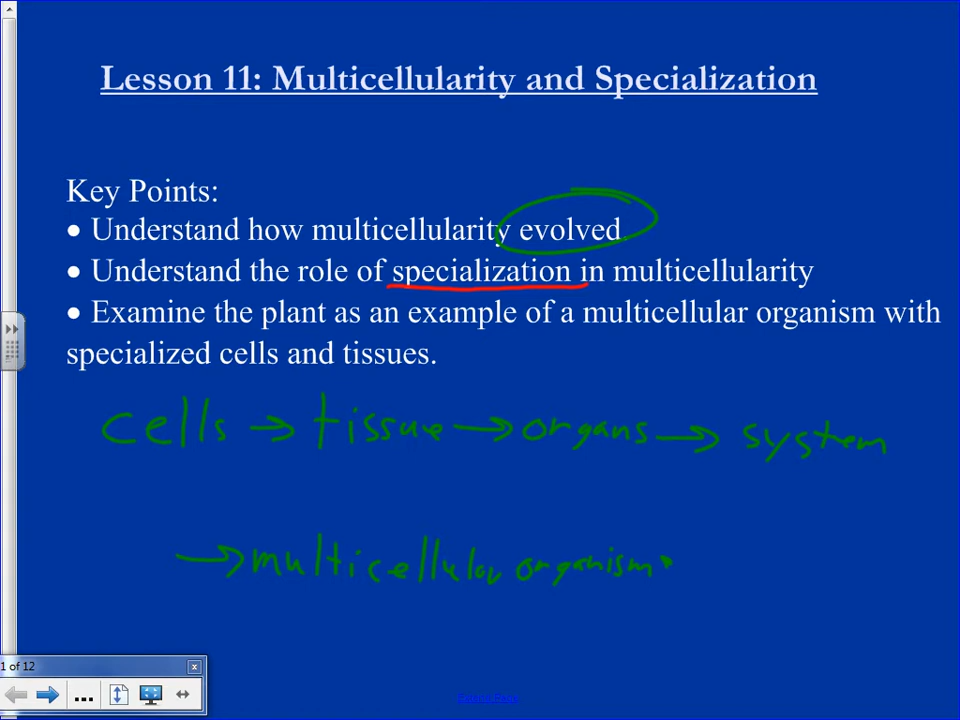 Lesson 11: Multicellularity and Specialization
Key Points:
• Understand how multicellularity evolved.
• Understand the role of specialization in multicellularity
• Examine the plant as an example of a multicellular organism with
specialized cells and tissues.
cells → tissue → organs → system
→ multicellular organism
1 of 12
...